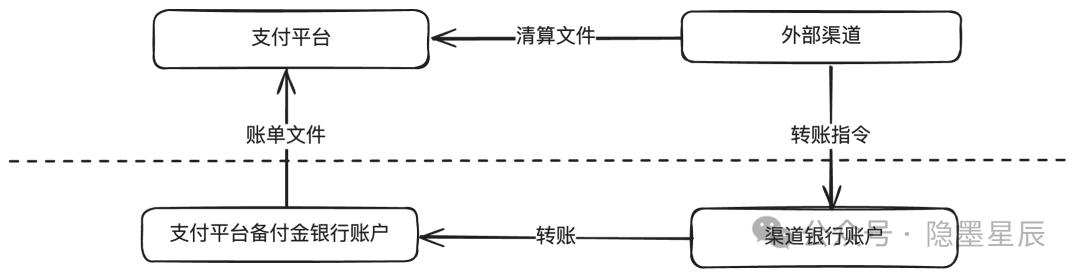 支付平台
清算文件
外部渠道
账单文件
转账指令
支付平台备付金银行账户
转账
渠道银行账户
公众号 · 隐墨星辰